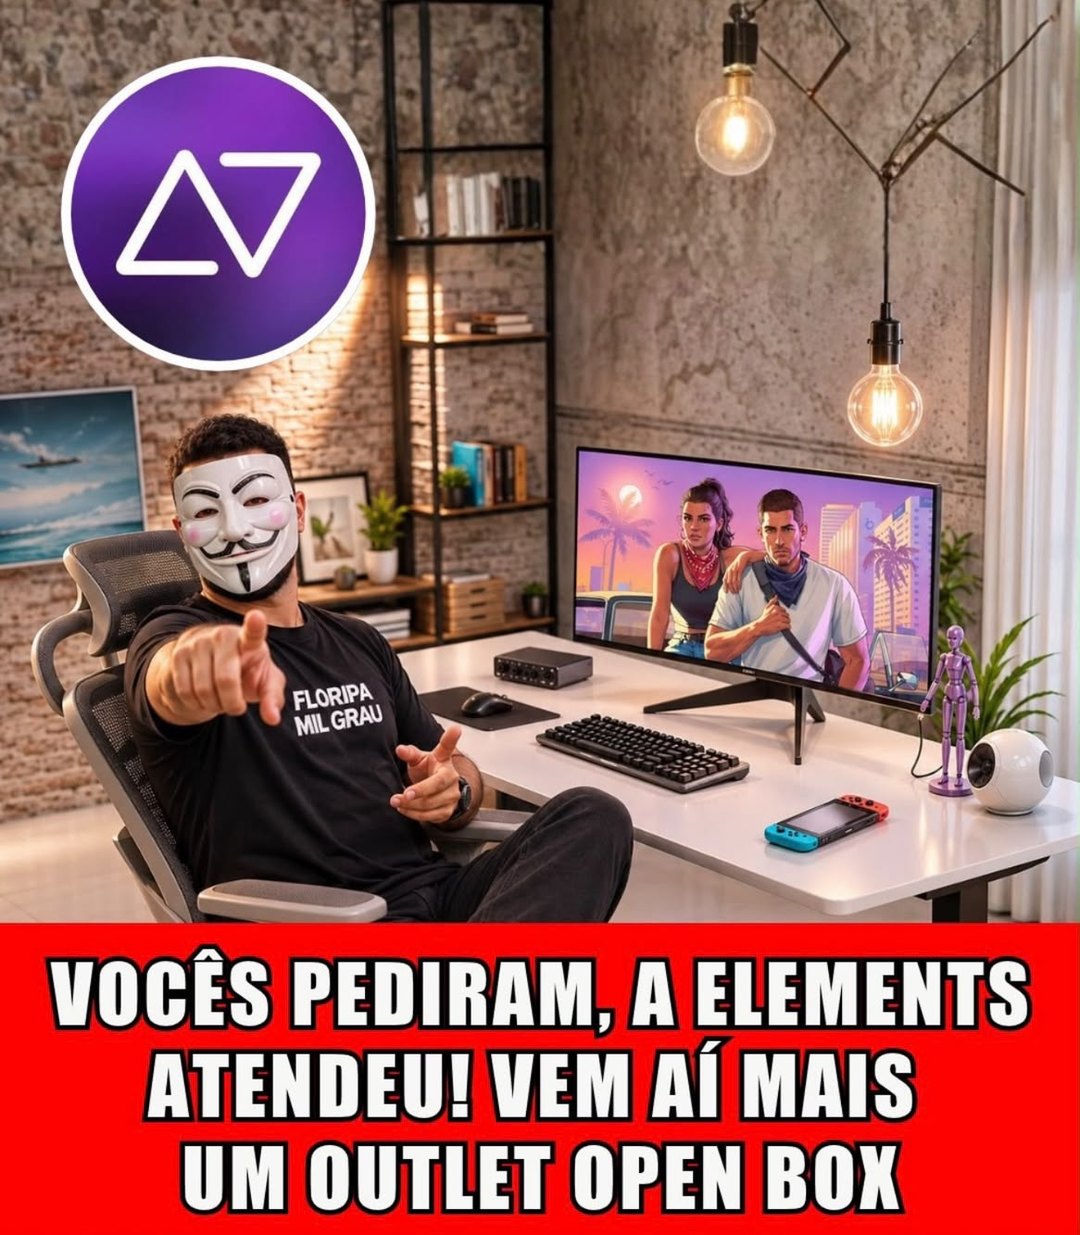 FLORIPA
MIL GRAU
VOCÊS PEDIRAM, A ELEMENTS
ATENDEU! VEM AÍ MAIS
UM OUTLET OPEN BOX